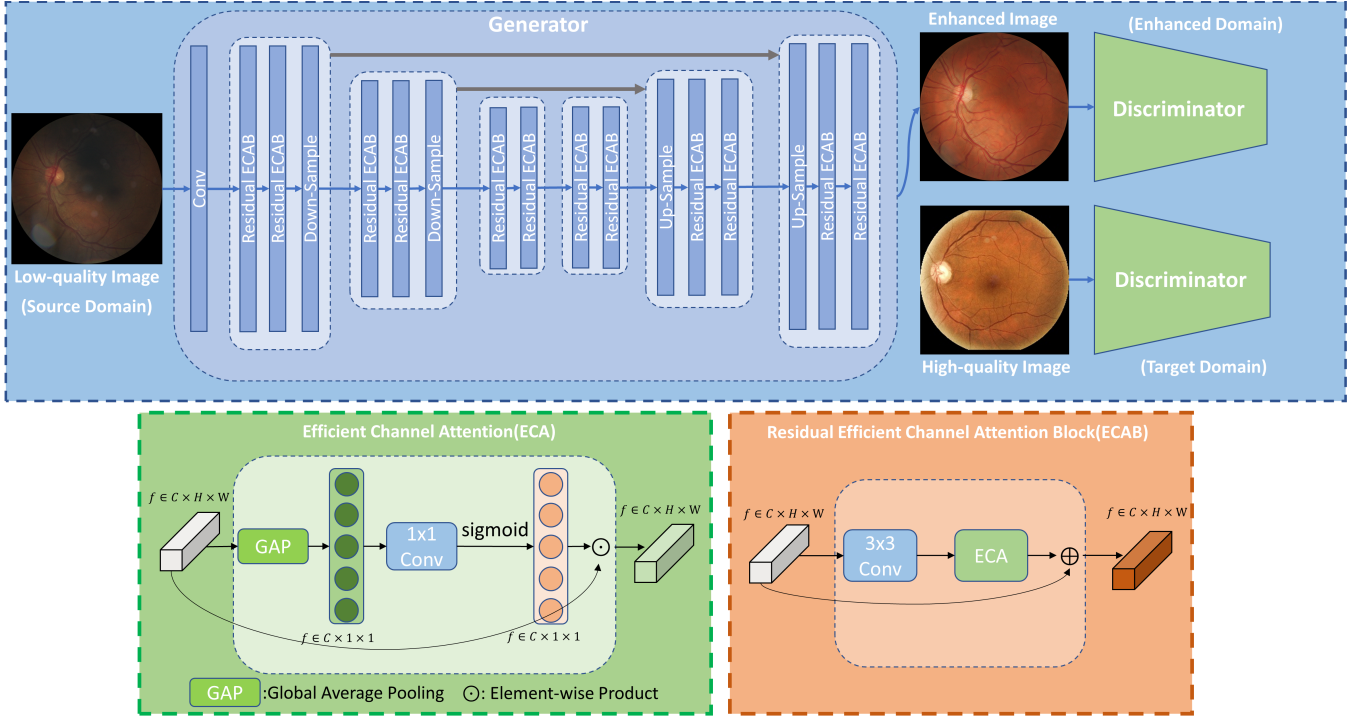 Generator
Enhanced Image
(Enhanced Domain)
Conv
Residual ECAB
Residual ECAB
Down-Sample
Residual ECAB
Residual ECAB
Down-Sample
Residual ECAB
Residual ECAB
Residual ECAB
Residual ECAB
Up-Sample
Residual ECAB
Residual ECAB
Up-Sample
Residual ECAB
Residual ECAB
Discriminator
Low-quality Image
(Source Domain)
Discriminator
High-quality Image
(Target Domain)
Efficient Channel Attention(ECA)
f ∈ C × H × W
GAP
1x1
Conv
sigmoid
⊙
f ∈ C × H × W
f ∈ C × 1 × 1
f ∈ C × 1 × 1
GAP :Global Average Pooling
⊙: Element-wise Product
Residual Efficient Channel Attention Block(ECAB)
f ∈ C × H × W
3x3
Conv
ECA
⊕
f ∈ C × H × W